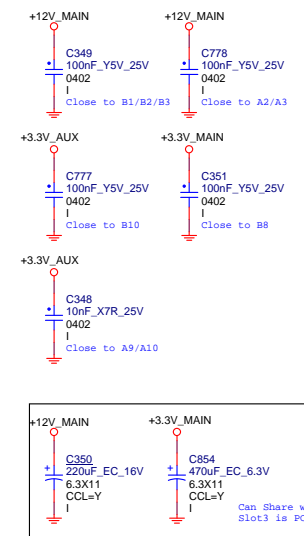 +12V_MAIN
C349
100nF_Y5V_25V
0402
I
Close to B1/B2/B3
+12V_MAIN
C778
100nF_Y5V_25V
0402
I
Close to A2/A3
+3.3V_AUX
C777
100nF_Y5V_25V
0402
I
Close to B10
+3.3V_MAIN
C351
100nF_Y5V_25V
0402
I
Close to B8
+3.3V_AUX
C348
10nF_X7R_25V
0402
I
Close to A9/A10
+12V_MAIN
+
C350
220uF_EC_16V
6.3X11
CCL=Y
I
+3.3V_MAIN
+
C854
470uF_EC_6.3V
6.3X11
CCL=Y
I
Can Share
Slot3 is